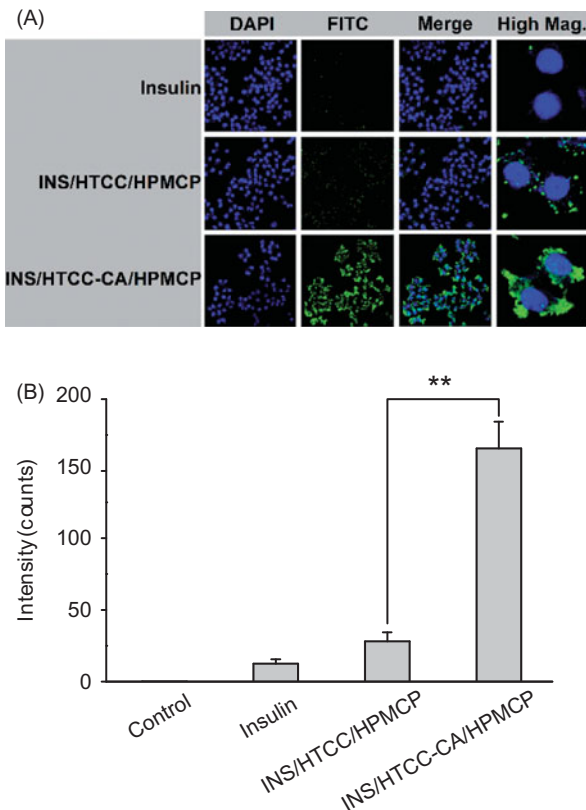 (A)
DAPI FITC Merge High Mag.
Insulin
INS/HTCC/HPMCP
INS/HTCC-CA/HPMCP
(B)
200
150
100
50
0
Intensity (counts)
**
Control
Insulin
INS/HTCC/HPMCP
INS/HTCC-CA/HPMCP